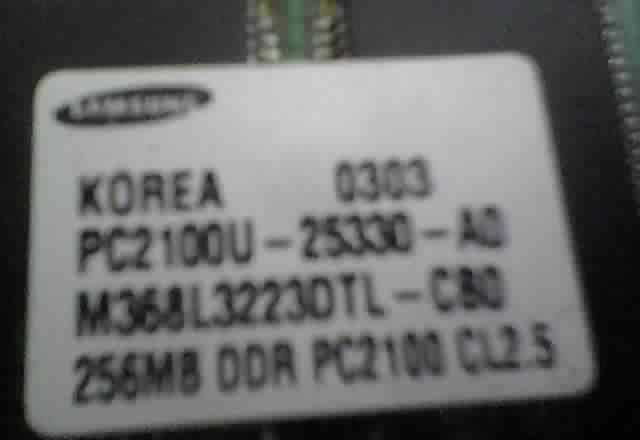 SAMSUNG
KOREA 0303
PC2100U-25330-A0
M368L3223DTL-CB0
256MB DDR PC2100 CL2.5